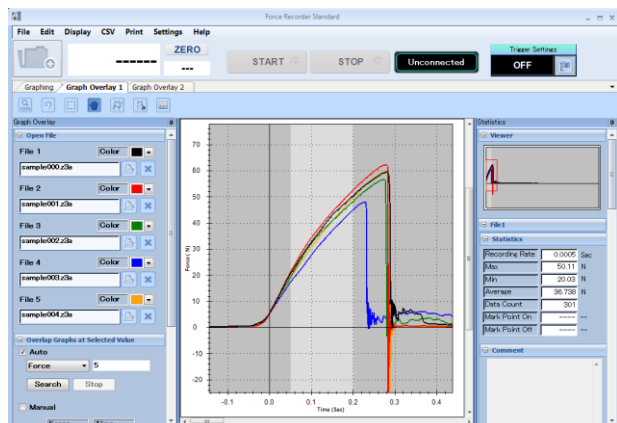 Force Recorder Standard
File Edit Display CSV Print Settings Help
------
ZERO
---
START
STOP
Unconnected
Trigger Settings
OFF
Graphing Graph Overlay 1 Graph Overlay 2
Graph Overlay
Open File
File 1 Color
sample000.z3a
File 2 Color
sample001.z3a
File 3 Color
sample002.z3a
File 4 Color
sample003.z3a
File 5 Color
sample004.z3a
Overlap Graphs at Selected Value
Auto
Force 5
Search Stop
Manual
Force(N)
70
60
50
40
30
20
10
0
-10
-20
-0.1 0.0 0.1 0.2 0.3 0.4
Time (Sec)
Statistics
Viewer
File1
Statistics
Recording Rate 0.0005 Sec
Max 50.11 N
Min 20.03 N
Average 36.738 N
Data Count 301
Mark Point On ----- --
Mark Point Off ----- --
Comment